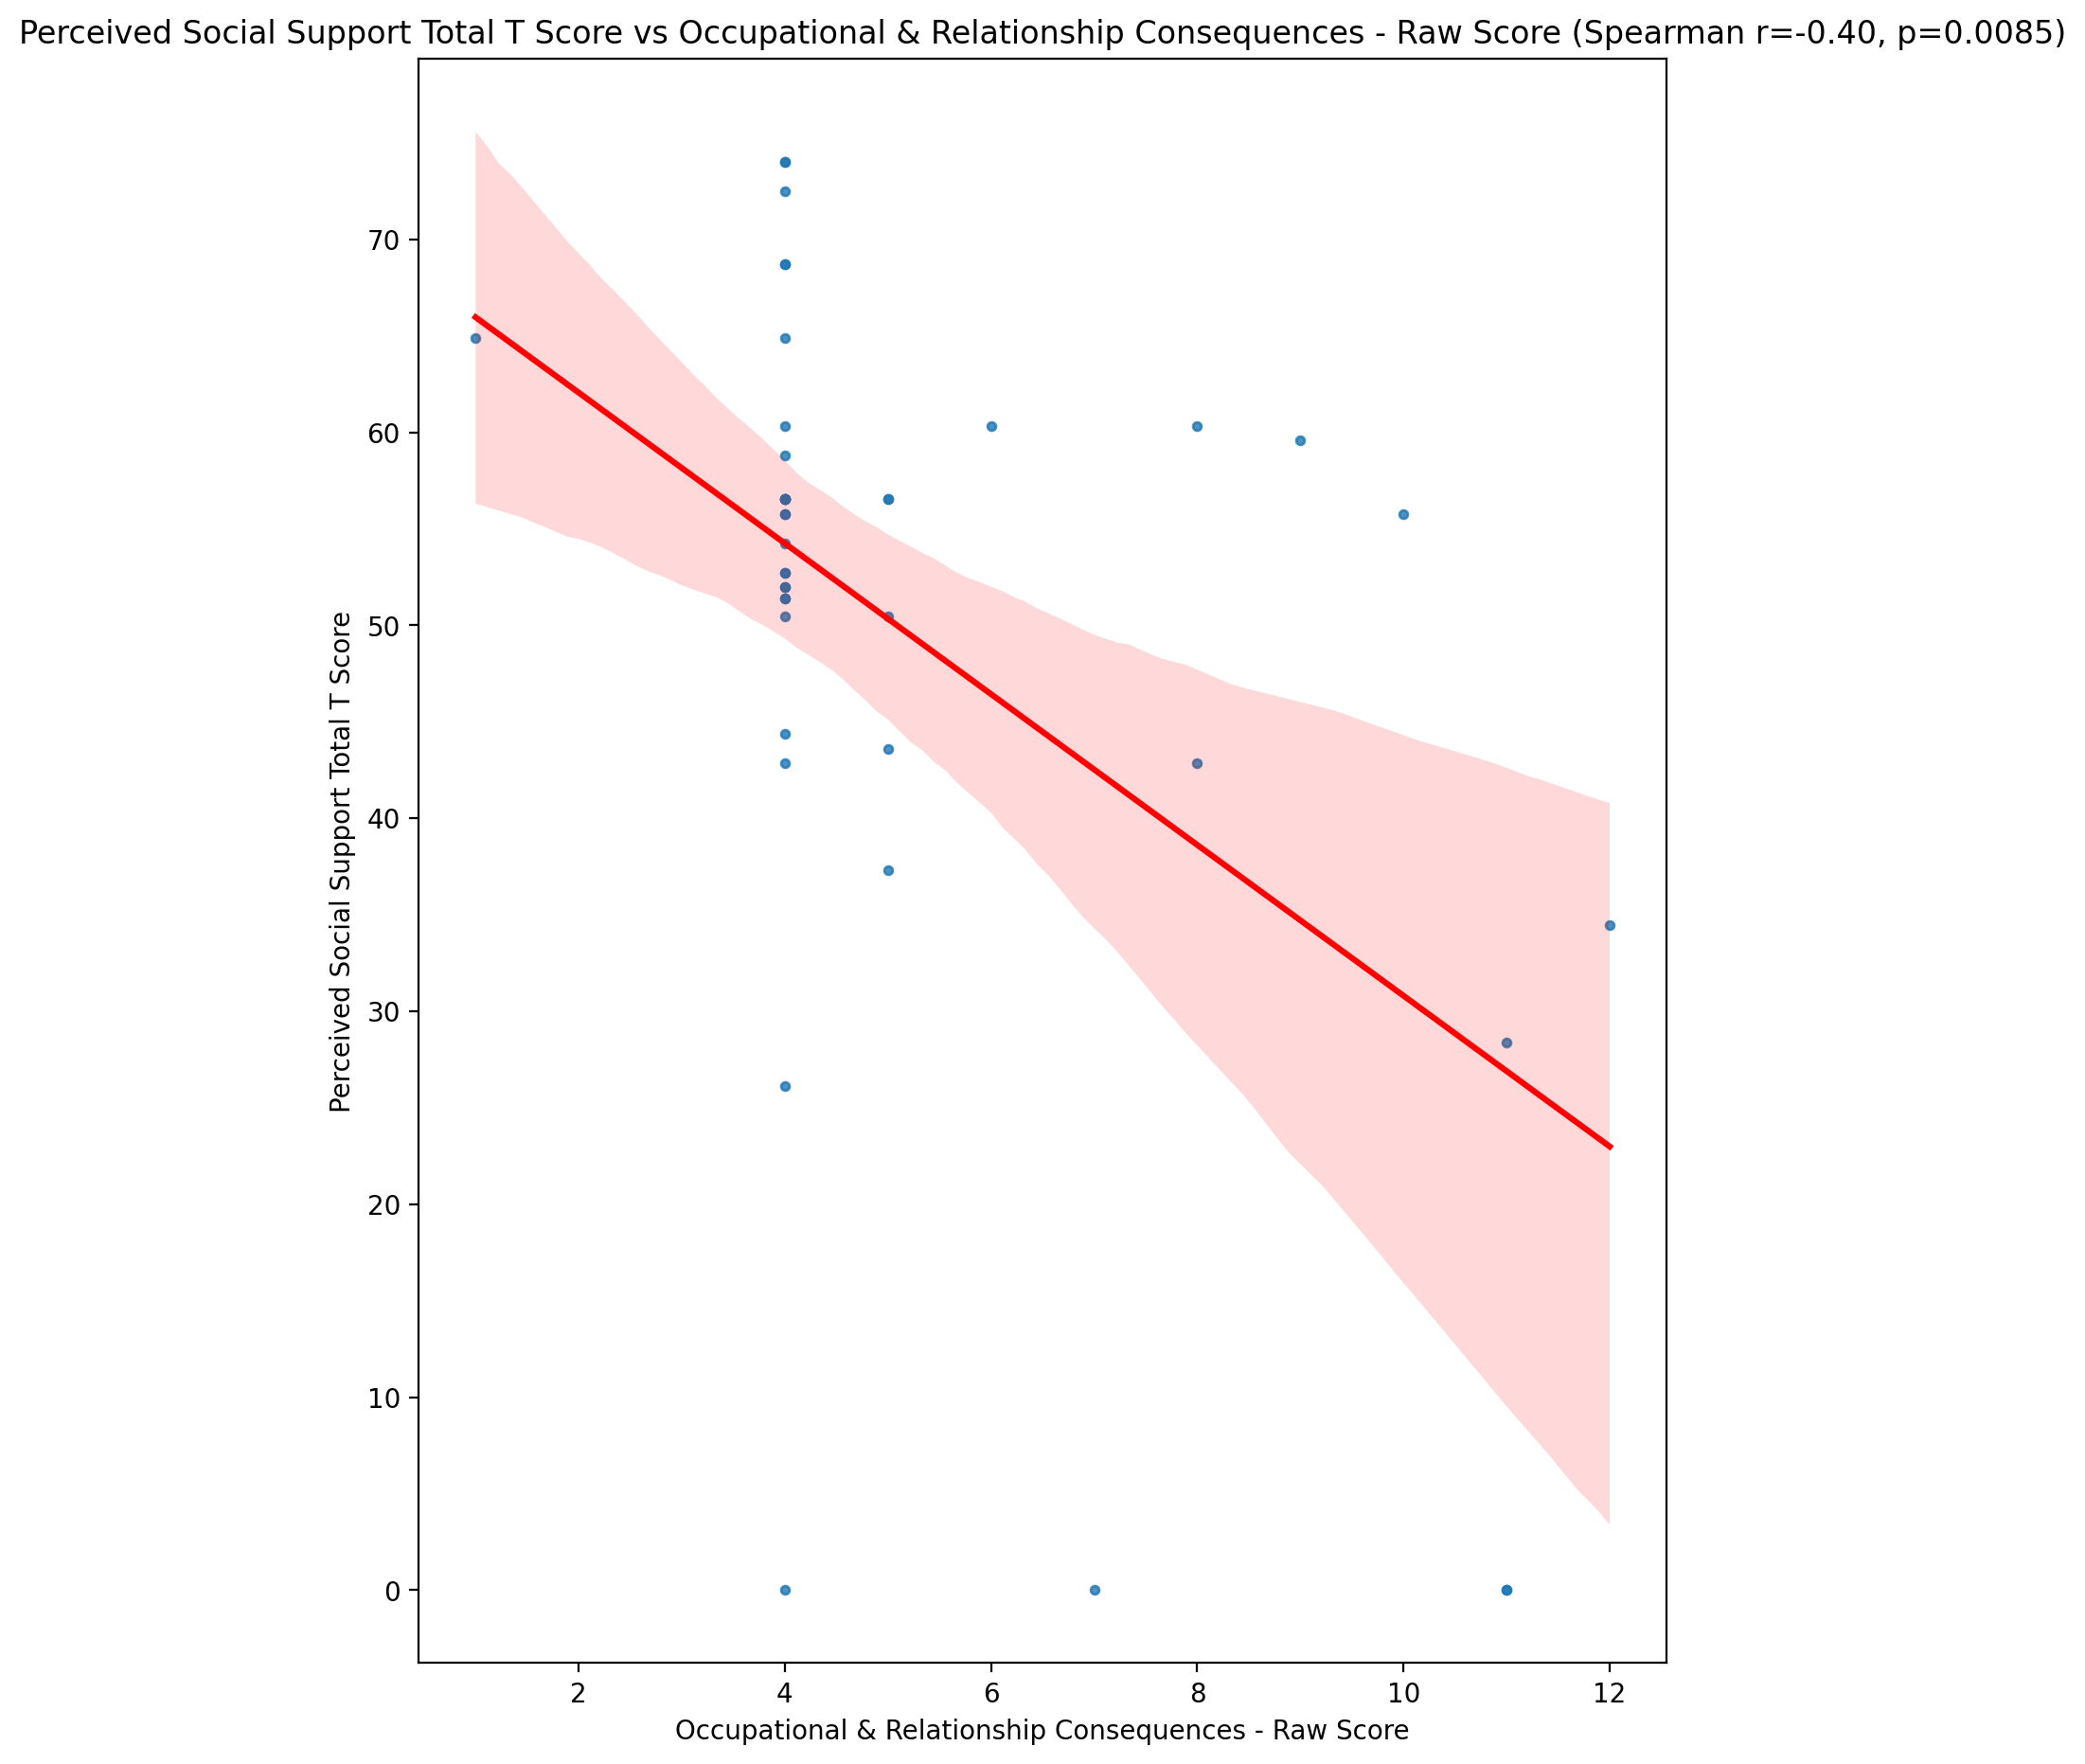 Perceived Social Support Total T Score vs Occupational & Relationship Consequences - Raw Score (Spearman r=-0.40, p=0.0085)
Perceived Social Support Total T Score
70
60
50
40
30
20
10
0
2 4 6 8 10 12
Occupational & Relationship Consequences - Raw Score